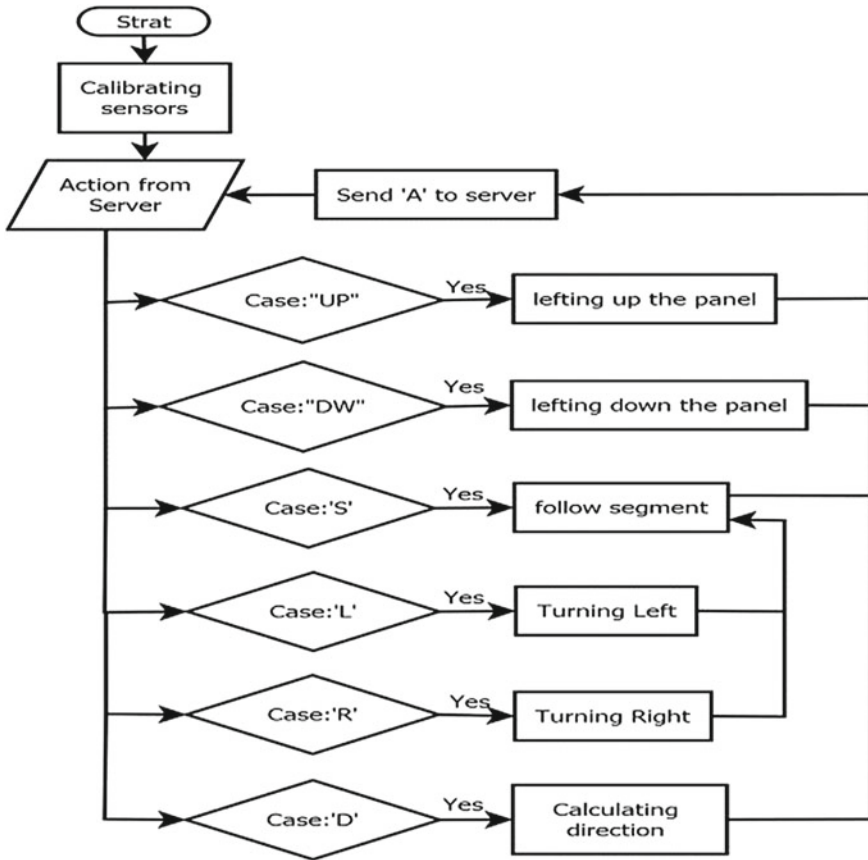 Strat
Calibrating
sensors
Action from
Server
Send 'A' to server
Case:"UP"
Yes
lefting up the panel
Case:"DW"
Yes
lefting down the panel
Case:'S'
Yes
follow segment
Case:'L'
Yes
Turning Left
Case:'R'
Yes
Turning Right
Case:'D'
Yes
Calculating
direction